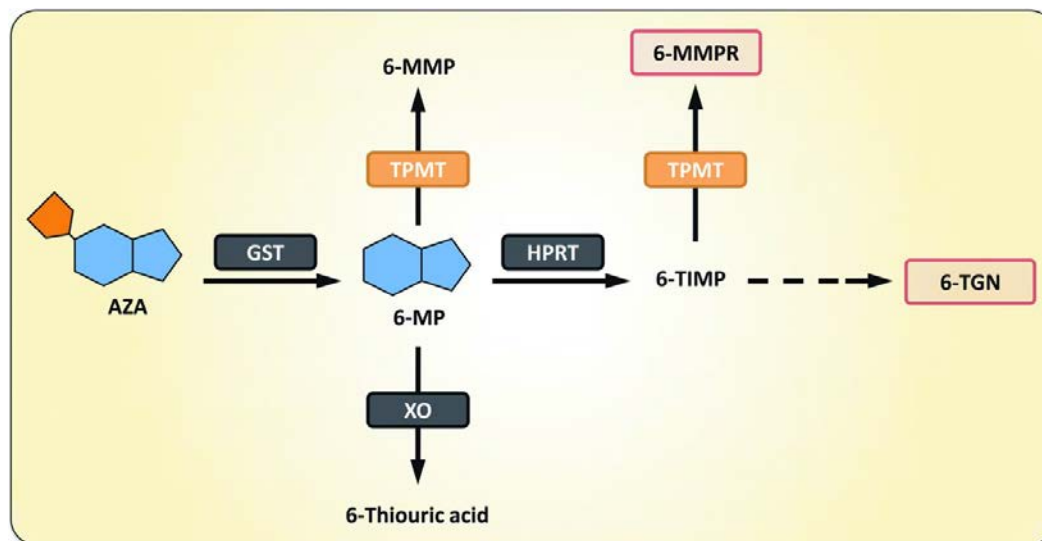 6-MMP
6-MMPR
TPMT
TPMT
GST
HPRT
AZA
6-MP
6-TIMP
6-TGN
XO
6-Thiouric acid